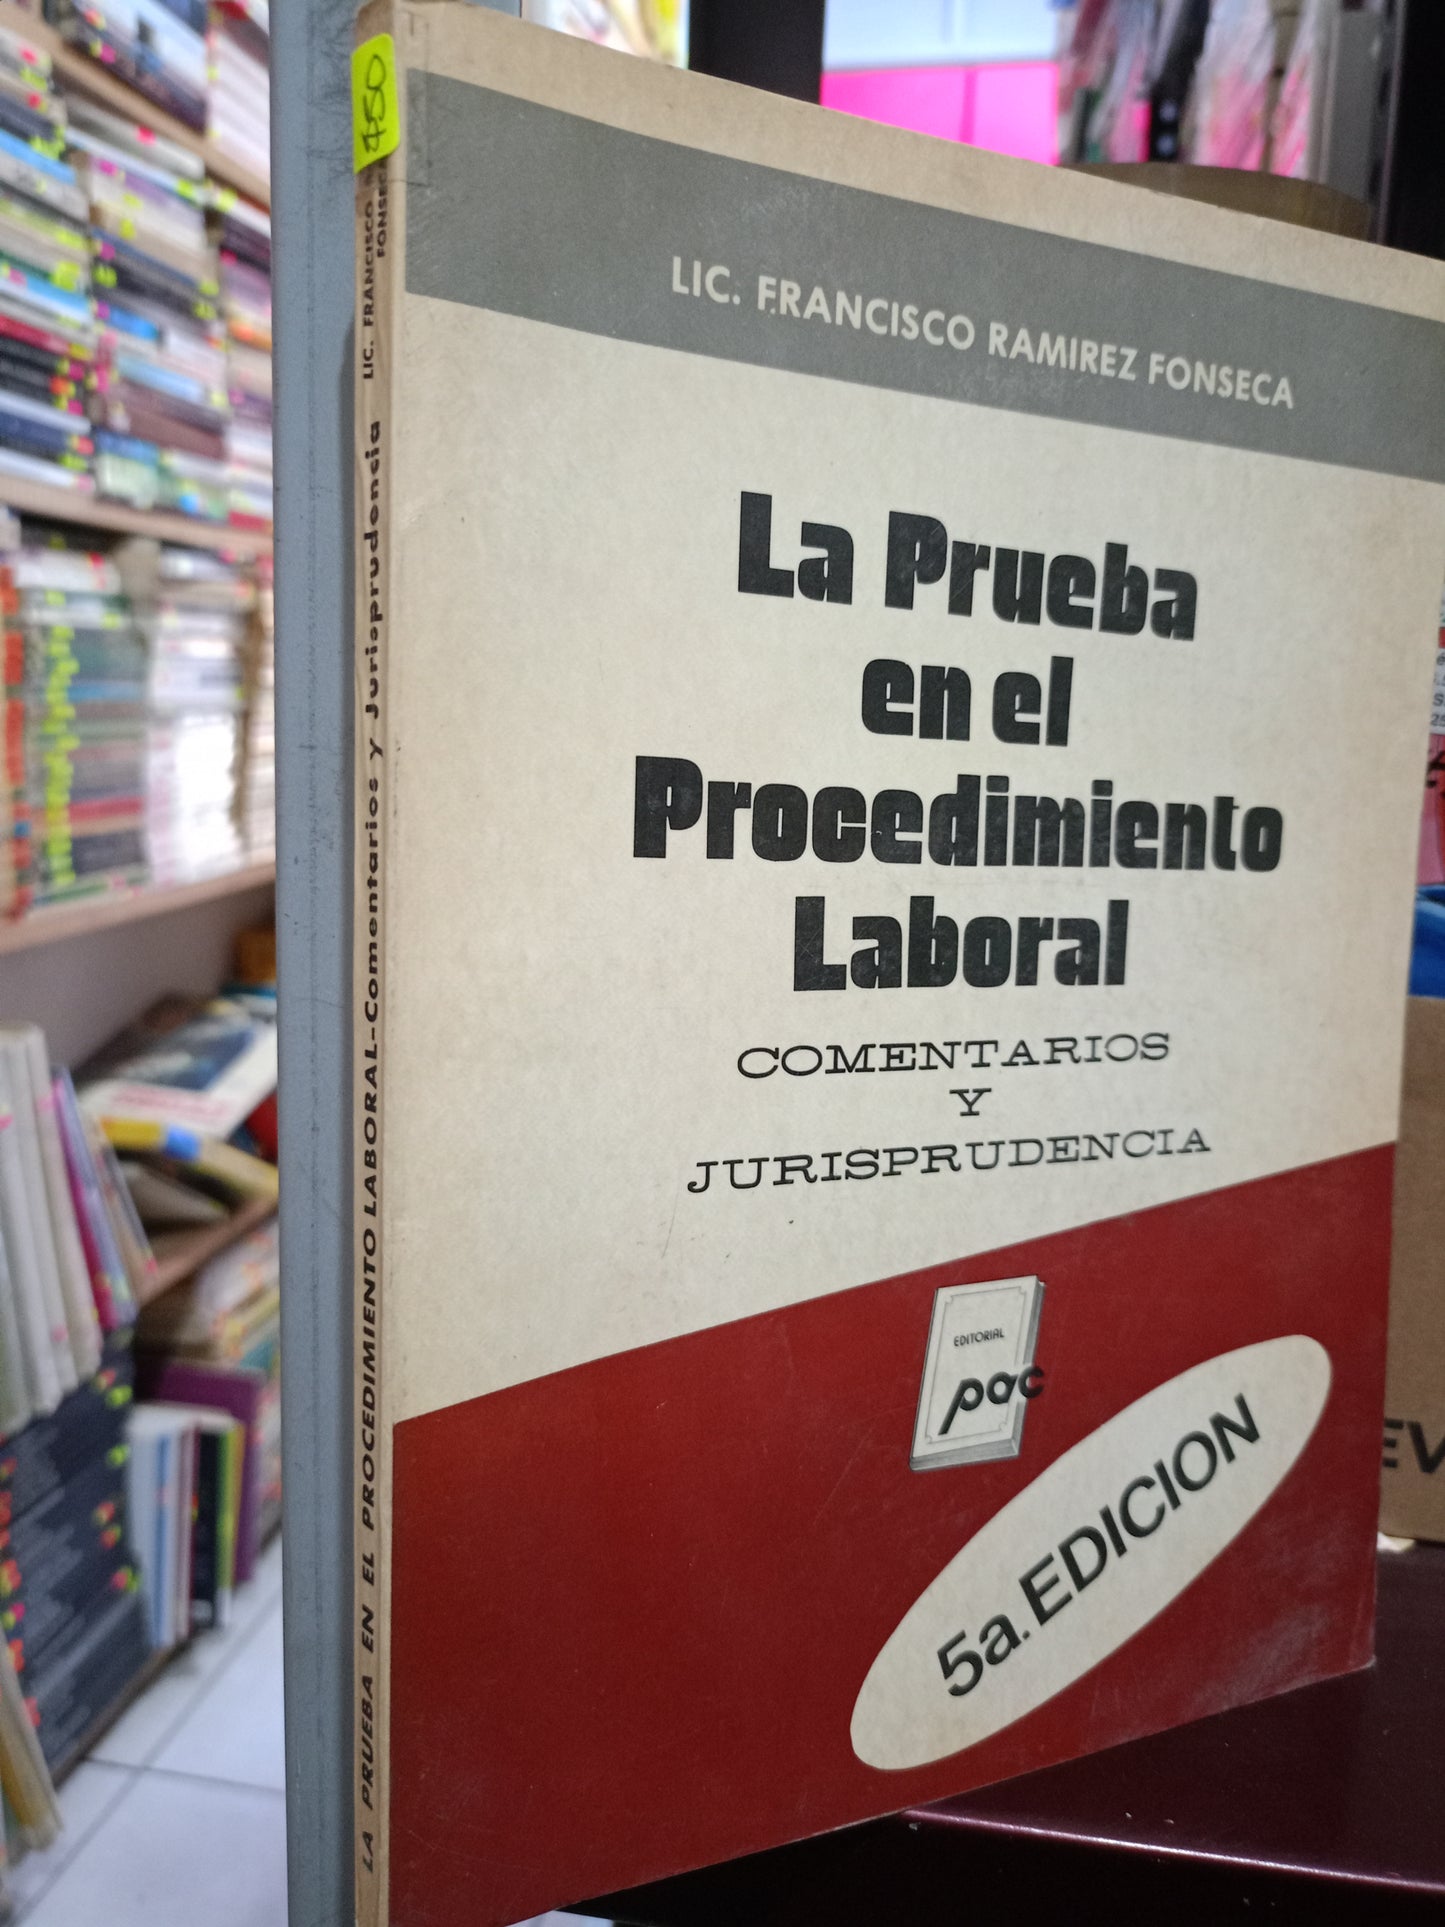 LIC. FRANCISCO RAMIREZ FONSECA
La Prueba
en el
Procedimiento
Laboral
COMENTARIOS
Y
JURISPRUDENCIA
EDITORIAL
pac
5a. EDICION
LA PRUEBA EN EL PROCEDIMIENTO LABORAL-Comentarios y Jurisprudencia LIC. FRANCISCO
EV